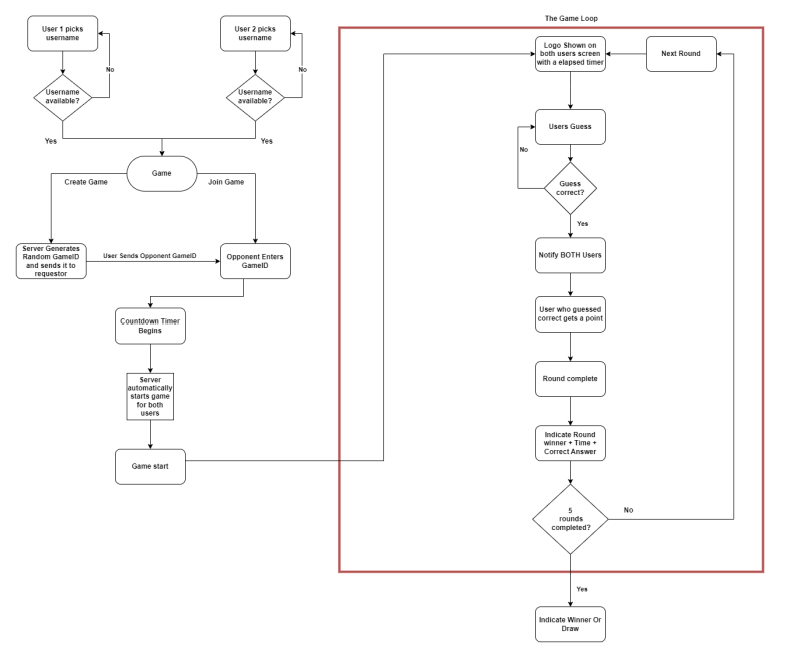 The Game Loop
User 1 picks
username
User 2 picks
username
No
No
Username
available?
Username
available?
Yes
Yes
Game
Create Game
Join Game
Server Generates
Random GameID
and sends it to
requestor
User Sends Opponent GameID
Opponent Enters
GameID
Countdown Timer
Begins
Server
automatically
starts game
for both
users
Game start
Logo Shown on
both users screen
with a elapsed timer
Next Round
Users Guess
No
Guess
correct?
Yes
Notify BOTH Users
User who guessed
correct gets a point
Round complete
Indicate Round
winner + Time +
Correct Answer
5
rounds
completed?
No
Yes
Indicate Winner Or
Draw